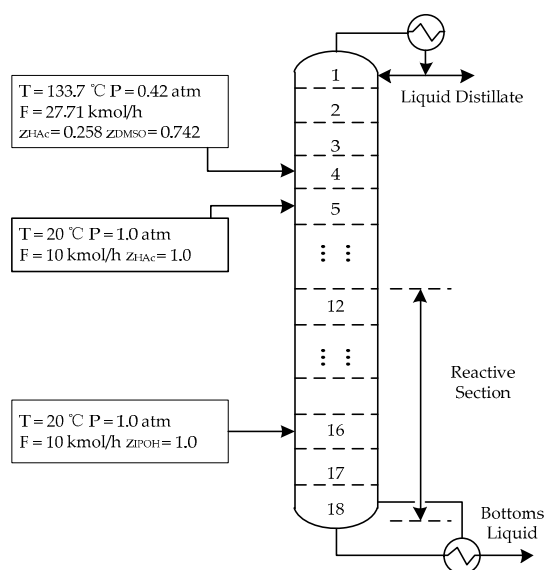 1
Liquid Distillate
T = 133.7 ℃ P = 0.42 atm
F = 27.71 kmol/h
zHAc = 0.258 zDMSO = 0.742
2
3
4
5
T = 20 ℃ P = 1.0 atm
F = 10 kmol/h zHAc = 1.0
12
Reactive
Section
T = 20 ℃ P = 1.0 atm
F = 10 kmol/h zIPOH = 1.0
16
17
18
Bottoms
Liquid